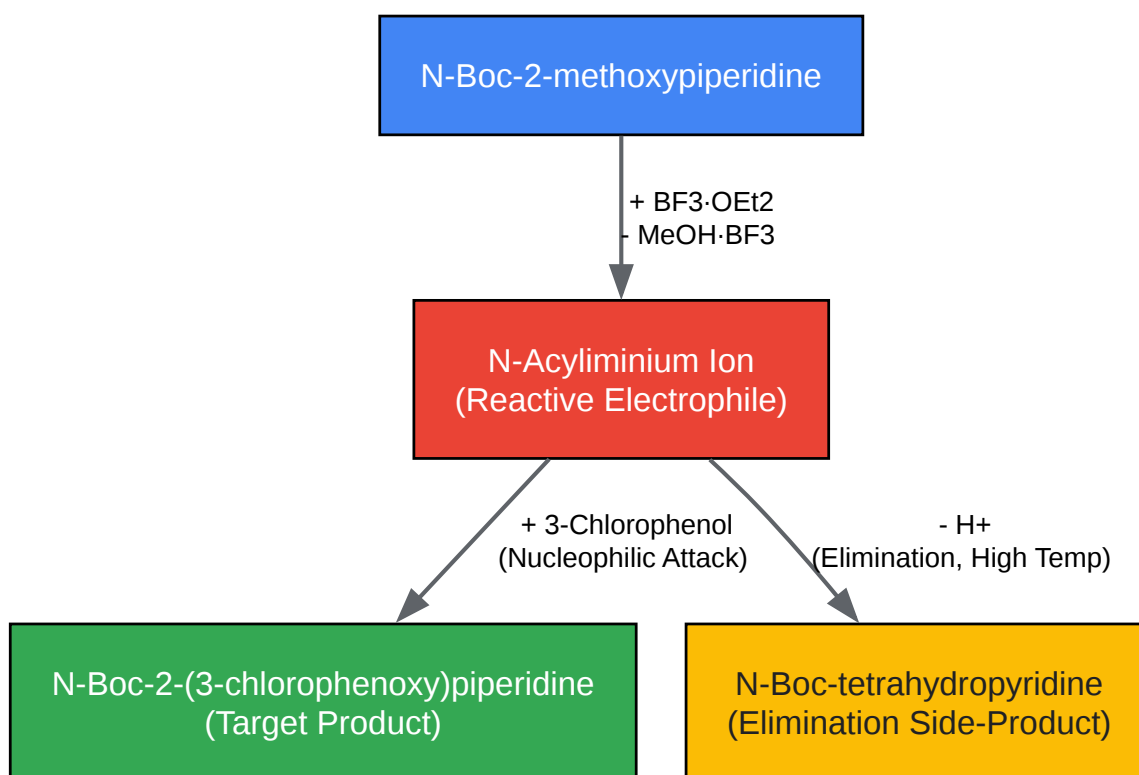 N-Boc-2-methoxypiperidine
+ BF3·OEt2
- MeOH·BF3
N-Acyliminium Ion
(Reactive Electrophile)
+ 3-Chlorophenol
(Nucleophilic Attack)
- H+
(Elimination, High Temp)
N-Boc-2-(3-chlorophenoxy)piperidine
(Target Product)
N-Boc-tetrahydropyridine
(Elimination Side-Product)